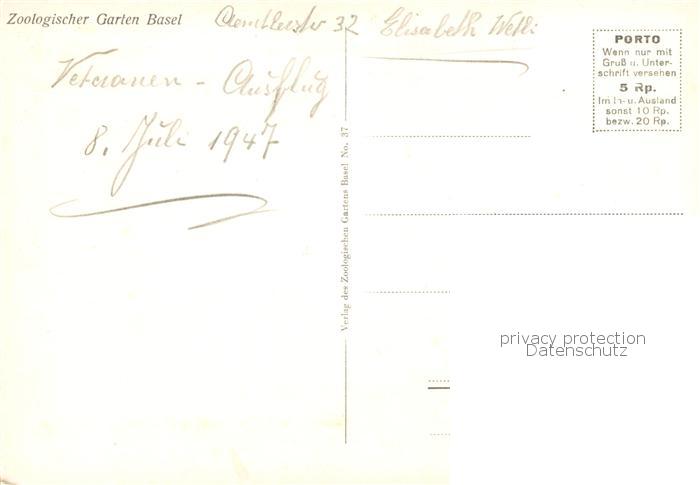 Zoologischer Garten Basel
32 Elisabeth
Veteranen - Ausflug
8. Juli 1947
Verlag des Zoologischen Gartens Basel No. 37
PORTO
Wenn nur mit
Gruß u. Unter-
schrift versehen
5 Rp.
Im In- u. Ausland
sonst 10 Rp.
bezw. 20 Rp.
privacy protection
Datenschutz